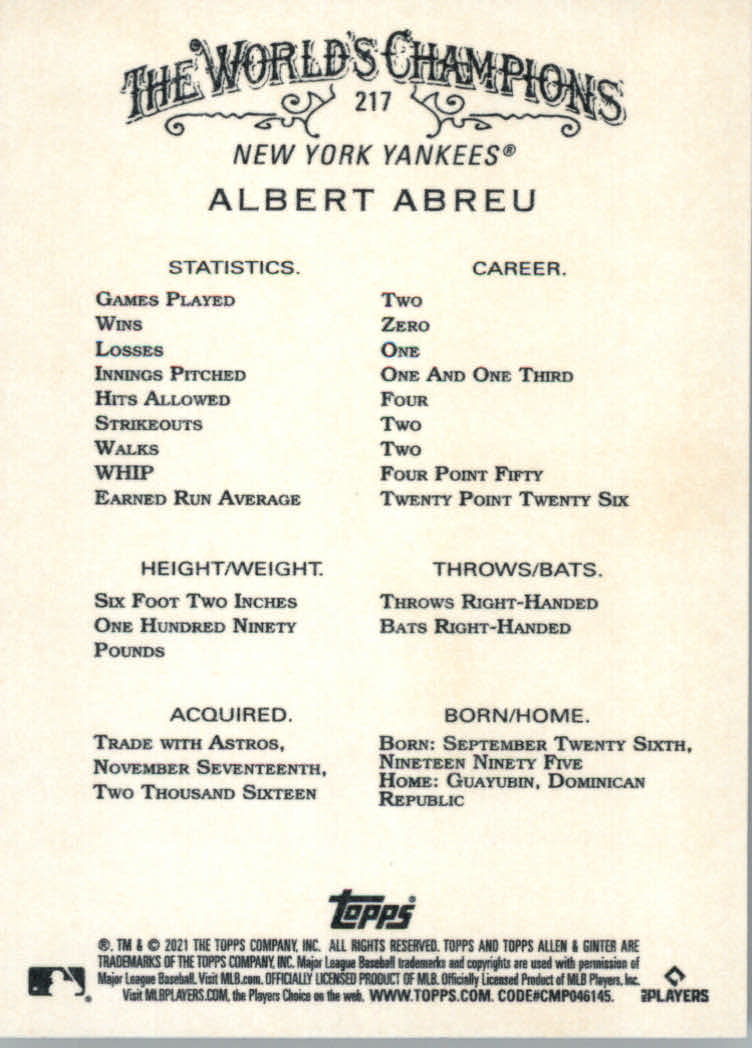 THE WORLD'S CHAMPIONS
217
NEW YORK YANKEES®
ALBERT ABREU
STATISTICS. CAREER.
GAMES PLAYED TWO
WINS ZERO
LOSSES ONE
INNINGS PITCHED ONE AND ONE THIRD
HITS ALLOWED FOUR
STRIKEOUTS TWO
WALKS TWO
WHIP FOUR POINT FIFTY
EARNED RUN AVERAGE TWENTY POINT TWENTY SIX
HEIGHT/WEIGHT.
SIX FOOT TWO INCHES
ONE HUNDRED NINETY
POUNDS
THROWS/BATS.
THROWS RIGHT-HANDED
BATS RIGHT-HANDED
ACQUIRED.
TRADE WITH ASTROS,
NOVEMBER SEVENTEENTH,
TWO THOUSAND SIXTEEN
BORN/HOME.
BORN: SEPTEMBER TWENTY SIXTH,
NINETEEN NINETY FIVE
HOME: GUAYUBIN, DOMINICAN
REPUBLIC
Topps®
®, TM & © 2021 THE TOPPS COMPANY, INC. ALL RIGHTS RESERVED. TOPPS AND TOPPS ALLEN & GINTER ARE
TRADEMARKS OF THE TOPPS COMPANY, INC. Major League Baseball trademarks and copyrights are used with permission of
Major League Baseball. Visit MLB.com. OFFICIALLY LICENSED PRODUCT OF MLB. Officially Licensed Product of MLB Players, Inc.
Visit MLBPLAYERS.COM, the Players Choice on the web. WWW.TOPPS.COM. CODE#CMP046145.
PLAYERS